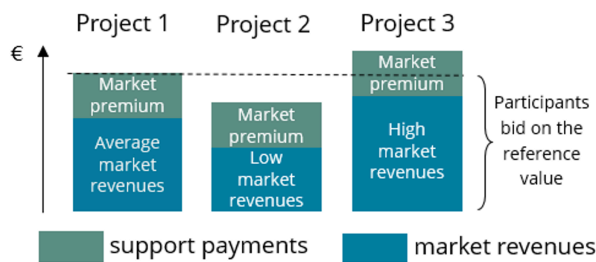 Project 1 Project 2 Project 3
€
Market
premium
Average
market
revenues
Market
premium
Low
market
revenues
Market
premium
High
market
revenues
Participants
bid on the
reference
value
support payments
market revenues